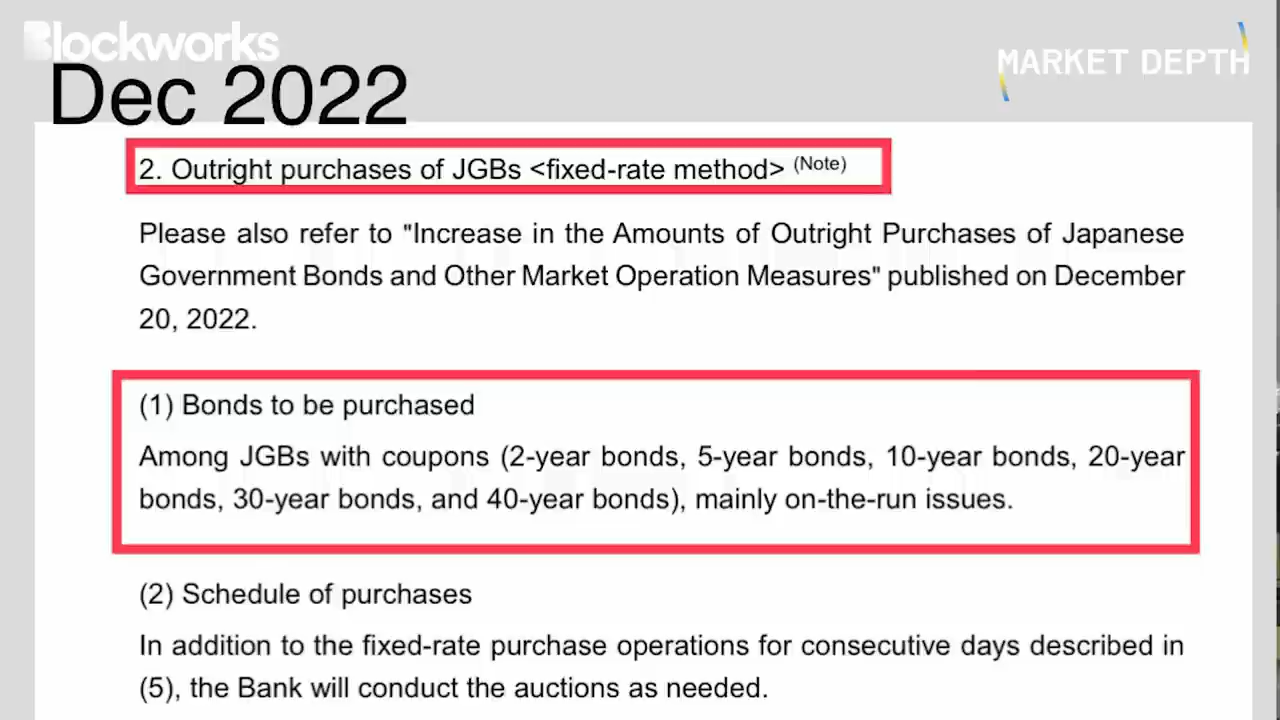 Blockworks
MARKET DEPTH
Dec 2022
2. Outright purchases of JGBs <fixed-rate method> (Note)
Please also refer to "Increase in the Amounts of Outright Purchases of Japanese
Government Bonds and Other Market Operation Measures" published on December
20, 2022.
(1) Bonds to be purchased
Among JGBs with coupons (2-year bonds, 5-year bonds, 10-year bonds, 20-year
bonds, 30-year bonds, and 40-year bonds), mainly on-the-run issues.
(2) Schedule of purchases
In addition to the fixed-rate purchase operations for consecutive days described in
(5), the Bank will conduct the auctions as needed.